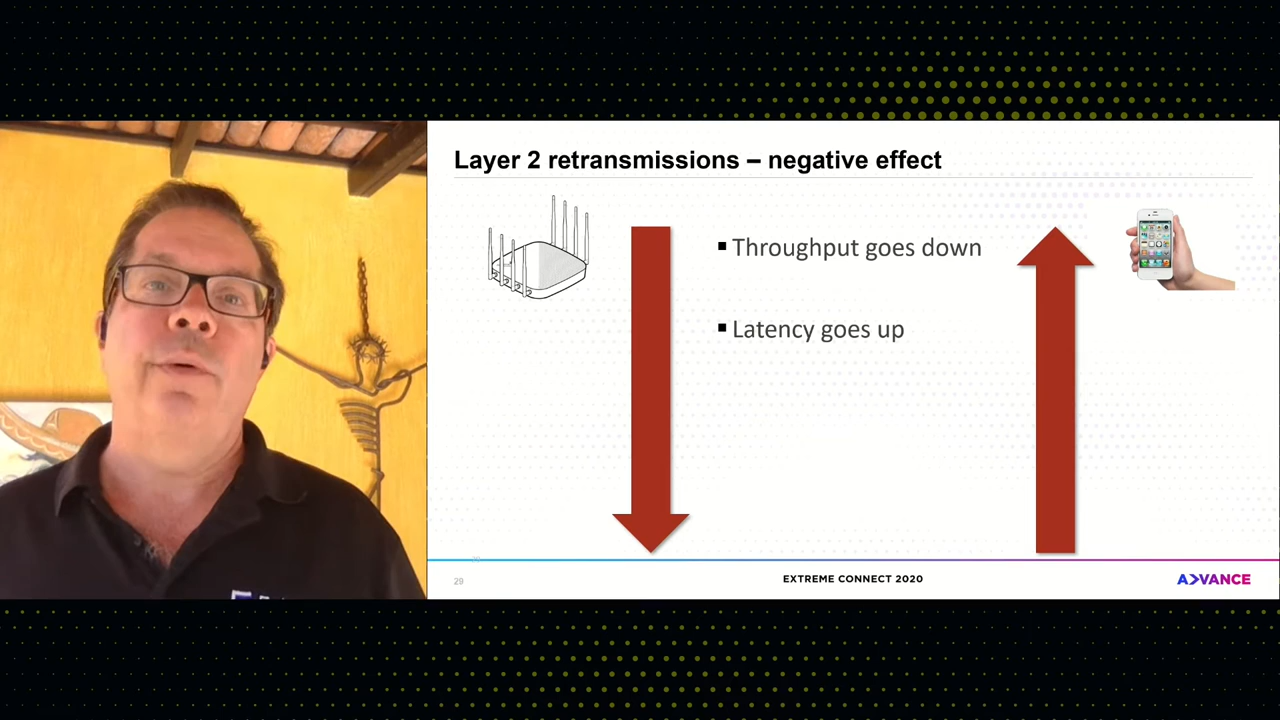 Layer 2 retransmissions – negative effect
▪ Throughput goes down
▪ Latency goes up
29
EXTREME CONNECT 2020
ADVANCE